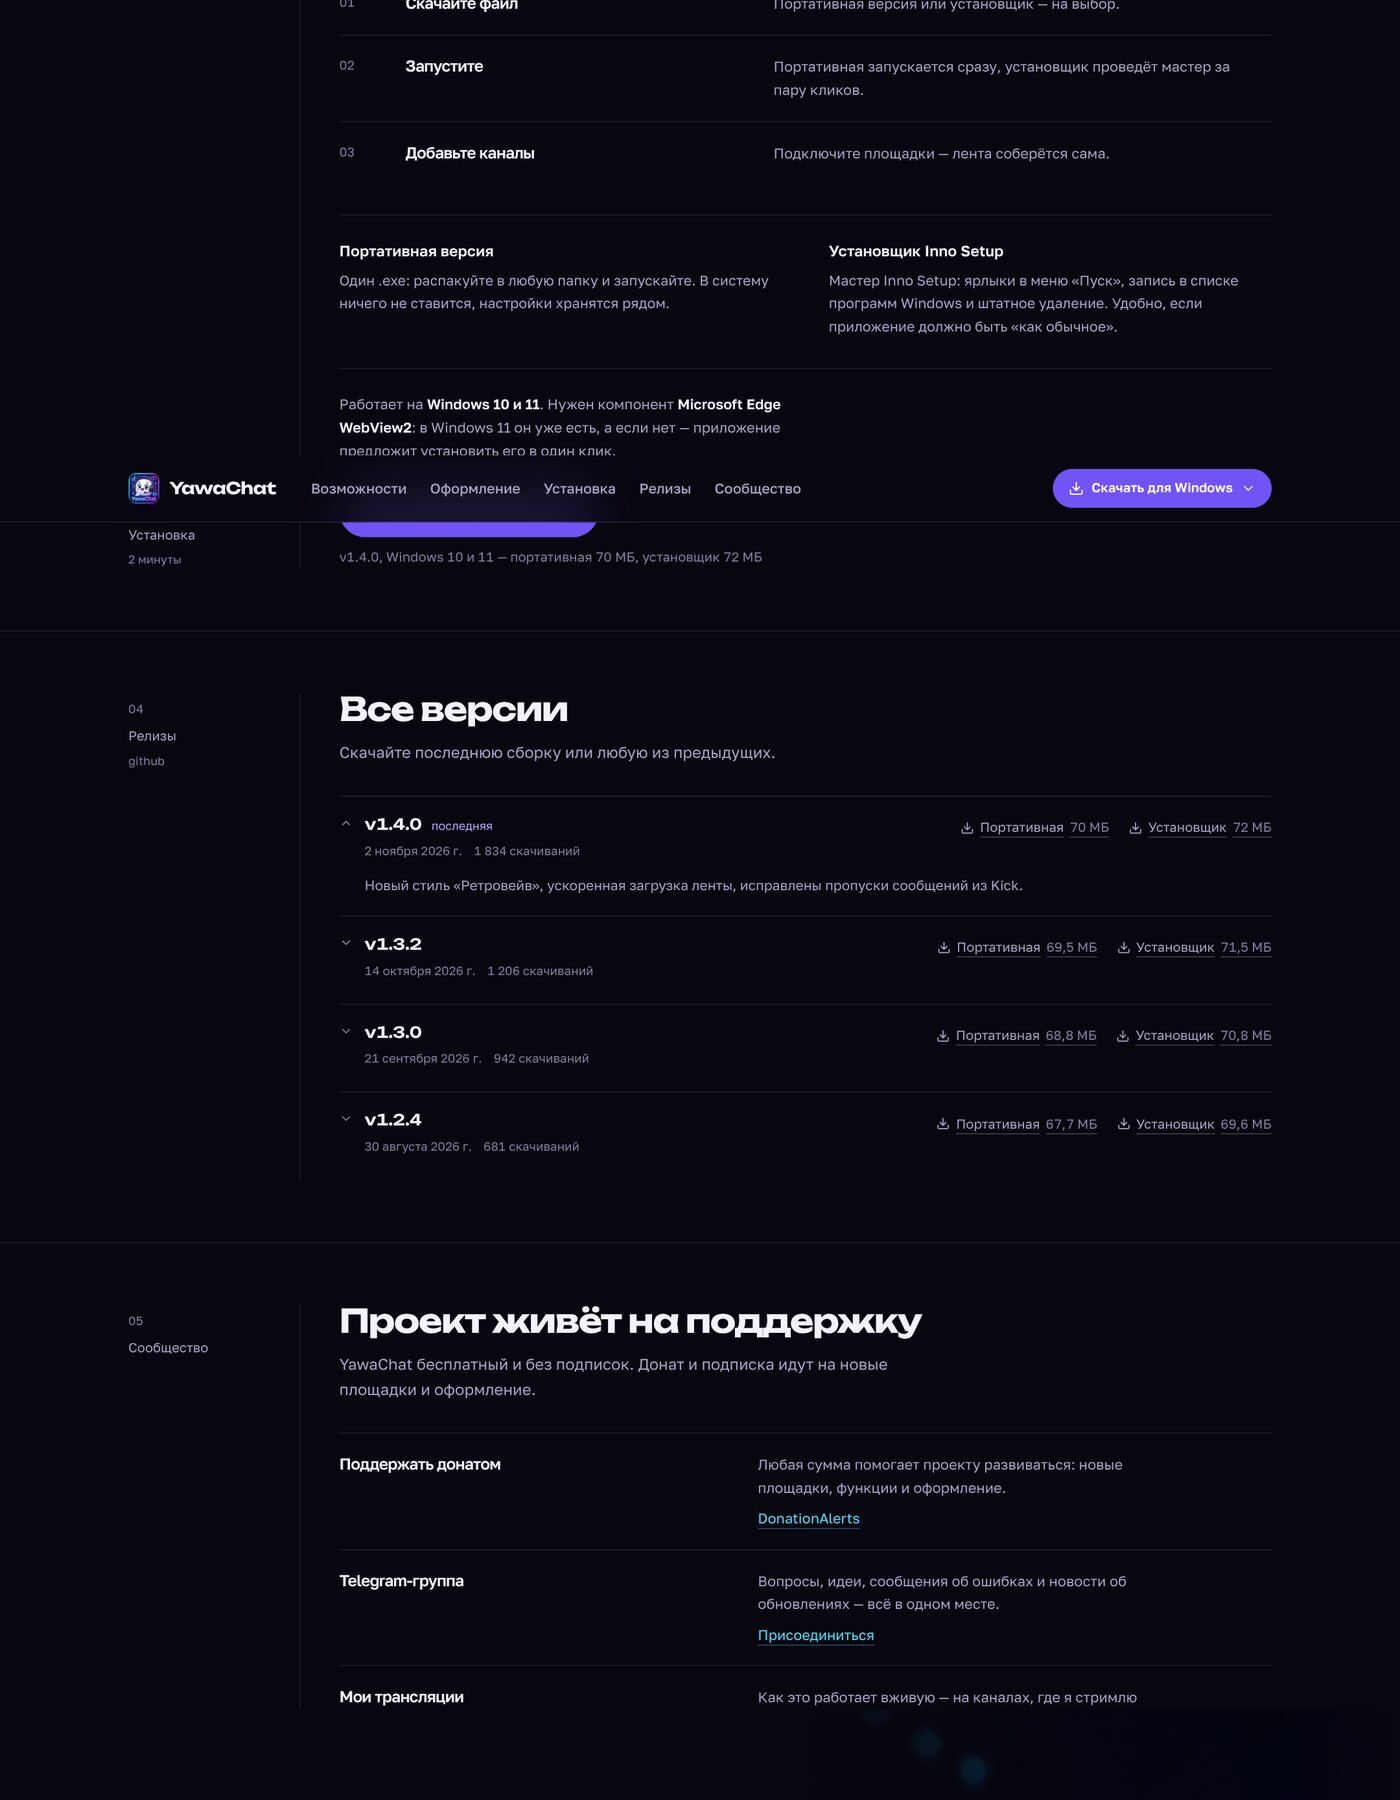 01
Скачайте файл
Портативная версия или установщик — на выбор.
02
Запустите
Портативная запускается сразу, установщик проведёт мастер за
пару кликов.
03
Добавьте каналы
Подключите площадки — лента соберётся сама.
Портативная версия
Один .exe: распакуйте в любую папку и запускайте. В систему
ничего не ставится, настройки хранятся рядом.
Установщик Inno Setup
Мастер Inno Setup: ярлыки в меню «Пуск», запись в списке
программ Windows и штатное удаление. Удобно, если
приложение должно быть «как обычное».
Работает на Windows 10 и 11. Нужен компонент Microsoft Edge
WebView2: в Windows 11 он уже есть, а если нет — приложение
предложит установить его в один клик.
YawaChat
Возможности
Оформление
Установка
Релизы
Сообщество
Скачать для Windows
Установка
2 минуты
v1.4.0, Windows 10 и 11 — портативная 70 МБ, установщик 72 МБ
04
Релизы
github
Все версии
Скачайте последнюю сборку или любую из предыдущих.
v1.4.0 последняя
2 ноября 2026 г. 1 834 скачиваний
Портативная 70 МБ
Установщик 72 МБ
Новый стиль «Ретровейв», ускоренная загрузка ленты, исправлены пропуски сообщений из Kick.
v1.3.2
14 октября 2026 г. 1 206 скачиваний
Портативная 69,5 МБ
Установщик 71,5 МБ
v1.3.0
21 сентября 2026 г. 942 скачиваний
Портативная 68,8 МБ
Установщик 70,8 МБ
v1.2.4
30 августа 2026 г. 681 скачиваний
Портативная 67,7 МБ
Установщик 69,6 МБ
05
Сообщество
Проект живёт на поддержку
YawaChat бесплатный и без подписок. Донат и подписка идут на новые
площадки и оформление.
Поддержать донатом
Любая сумма помогает проекту развиваться: новые
площадки, функции и оформление.
DonationAlerts
Telegram-группа
Вопросы, идеи, сообщения об ошибках и новости об
обновлениях — всё в одном месте.
Присоединиться
Мои трансляции
Как это работает вживую — на каналах, где я стримлю